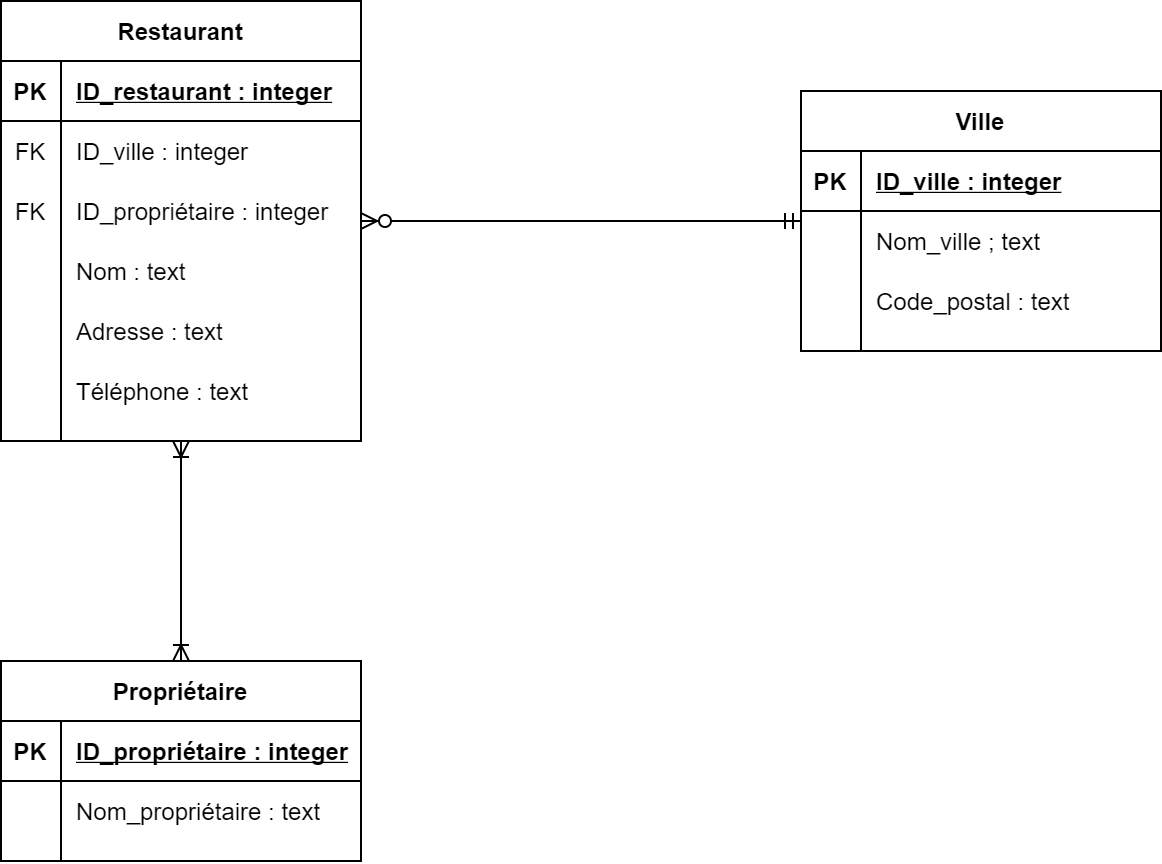 Restaurant
PK ID_restaurant : integer
FK ID_ville : integer
FK ID_propriétaire : integer
Nom : text
Adresse : text
Téléphone : text
Ville
PK ID_ville : integer
Nom_ville ; text
Code_postal : text
Propriétaire
PK ID_propriétaire : integer
Nom_propriétaire : text